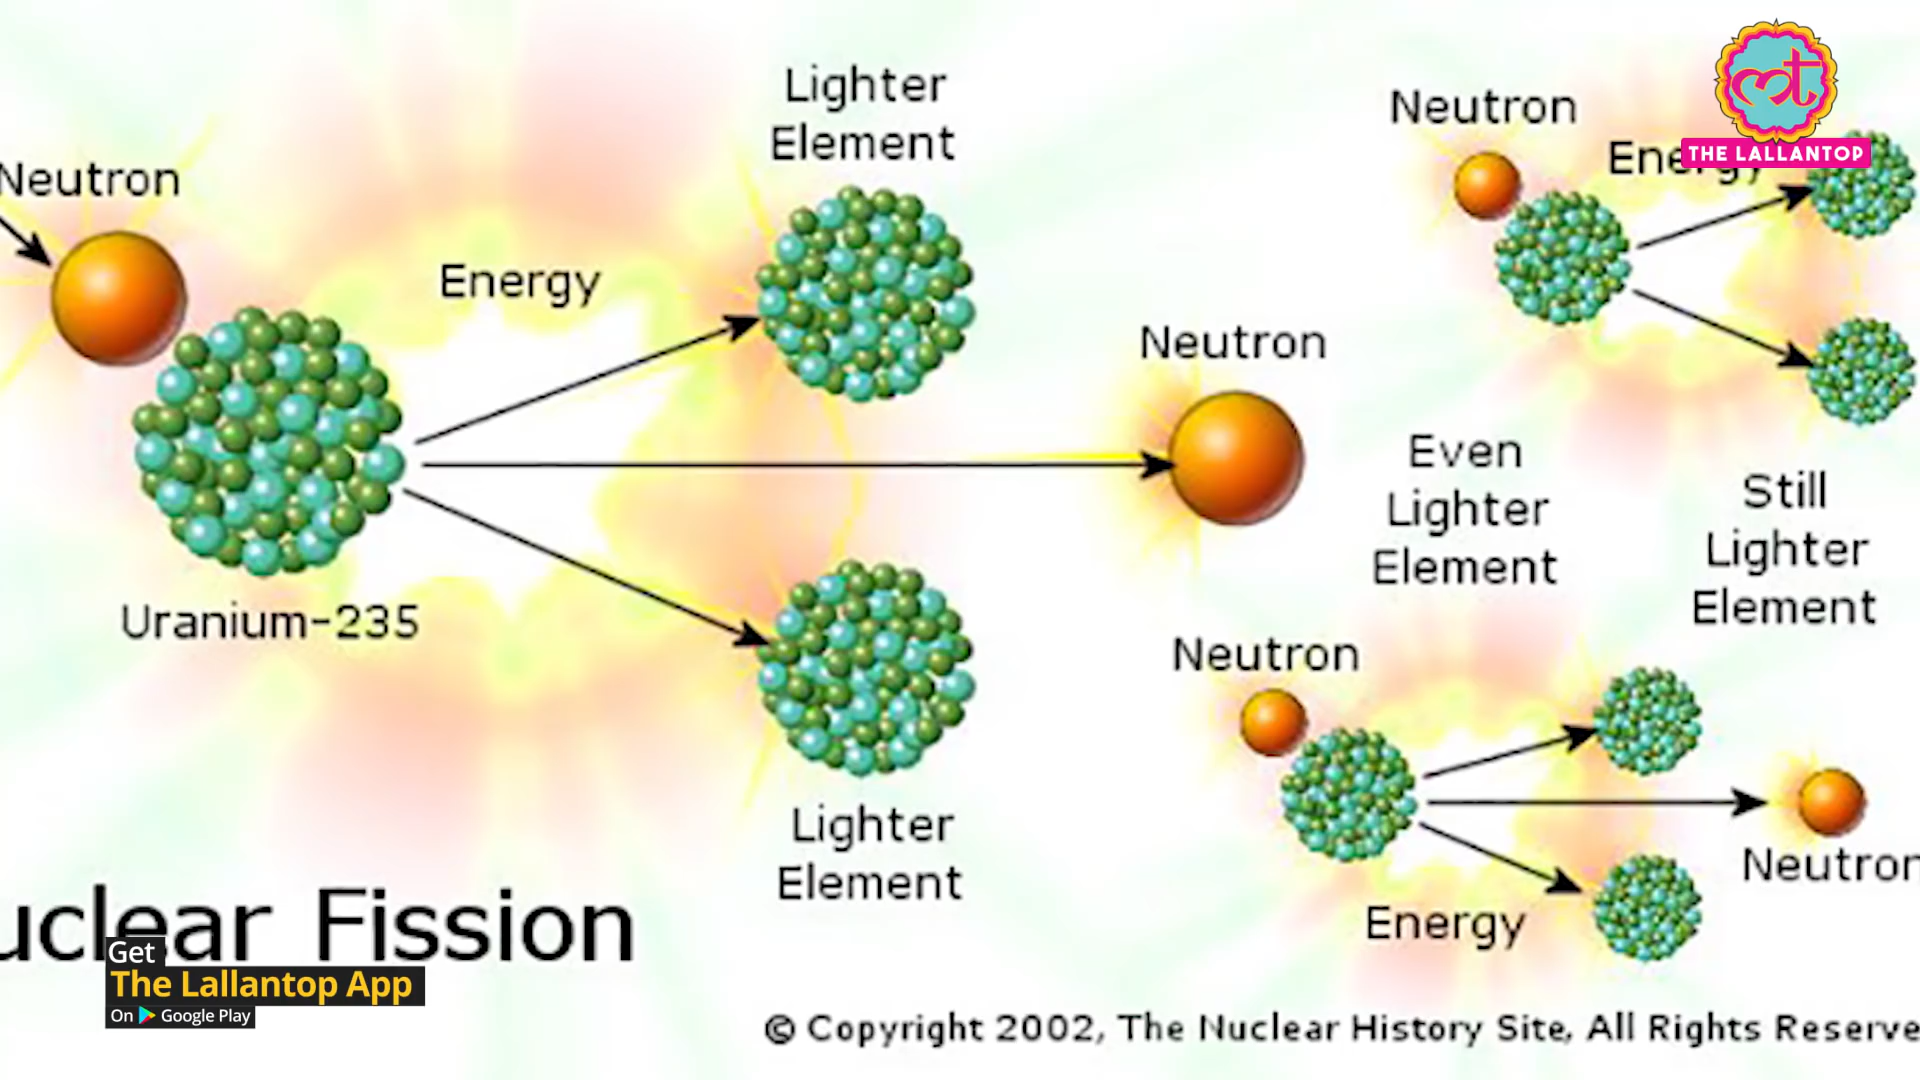 Lighter
Element
Neutron
THE LALLANTOP
Neutron
Energy
Energy
Neutron
Even
Lighter
Element
Still
Lighter
Element
Uranium-235
Neutron
Lighter
Element
Neutron
Energy
uclear Fission
Get
The Lallantop App
On Google Play
© Copyright 2002, The Nuclear History Site, All Rights Reserve